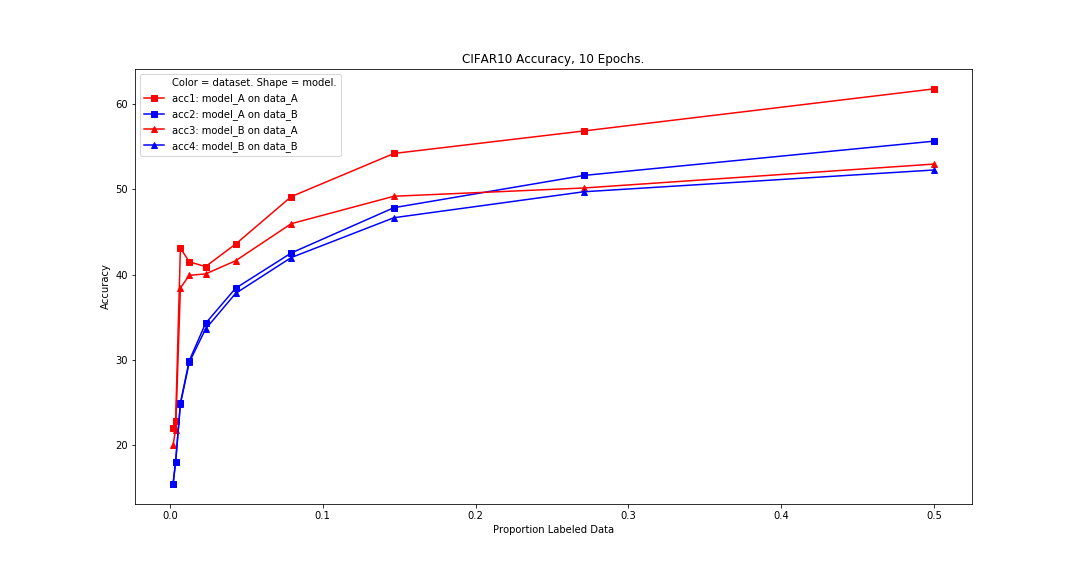 CIFAR10 Accuracy, 10 Epochs.
Color = dataset. Shape = model.
acc1: model_A on data_A
acc2: model_A on data_B
acc3: model_B on data_A
acc4: model_B on data_B
Accuracy
60
50
40
30
20
0.0 0.1 0.2 0.3 0.4 0.5
Proportion Labeled Data